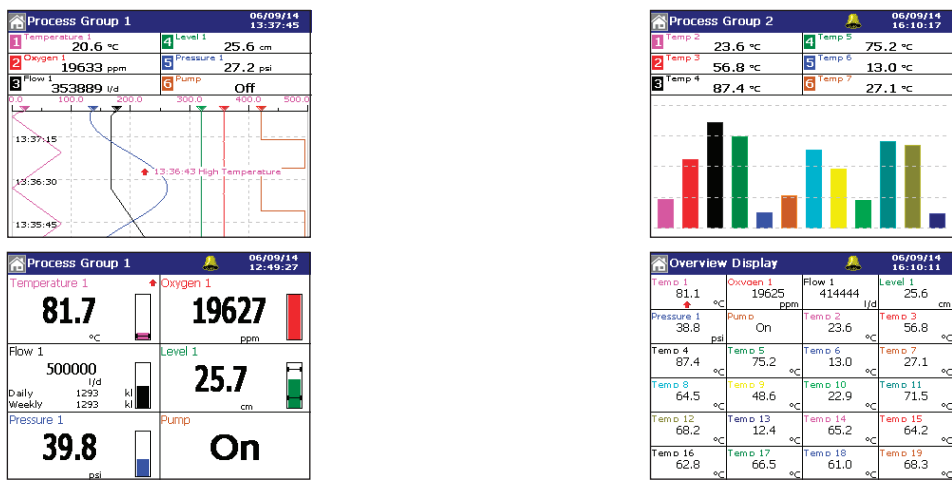 Process Group 1 06/09/14 13:37:45
1 Temperature 1 20.6 °C 4 Level 1 25.6 cm
2 Oxygen 1 19633 ppm 5 Pressure 1 27.2 psi
3 Flow 1 353889 l/d 6 Pump Off
0.0 100.0 200.0 300.0 400.0 500.0
13:37:15
13:36:43 High Temperature
13:36:30
13:35:45
Process Group 2 06/09/14 16:10:17
1 Temp 2 23.6 °C 4 Temp 5 75.2 °C
2 Temp 3 56.8 °C 5 Temp 6 13.0 °C
3 Temp 4 87.4 °C 6 Temp 7 27.1 °C
Process Group 1 06/09/14 12:49:27
Temperature 1 Oxygen 1
81.7 19627
°C ppm
Flow 1 Level 1
500000 25.7
l/d
Daily 1293 kl
Weekly 1293 kl cm
Pressure 1 Pump
39.8 On
psi
Overview Display 06/09/14 16:10:11
Temp 1 Oxygen 1 Flow 1 Level 1
81.1 °C 19625 ppm 414444 l/d 25.6 cm
Pressure 1 Pump Temp 2 Temp 3
38.8 psi On 23.6 °C 56.8 °C
Temp 4 Temp 5 Temp 6 Temp 7
87.4 °C 75.2 °C 13.0 °C 27.1 °C
Temp 8 Temp 9 Temp 10 Temp 11
64.5 °C 48.6 °C 22.9 °C 71.5 °C
Temp 12 Temp 13 Temp 14 Temp 15
68.2 °C 12.4 °C 65.2 °C 64.2 °C
Temp 16 Temp 17 Temp 18 Temp 19
62.8 °C 66.5 °C 61.0 °C 68.3 °C